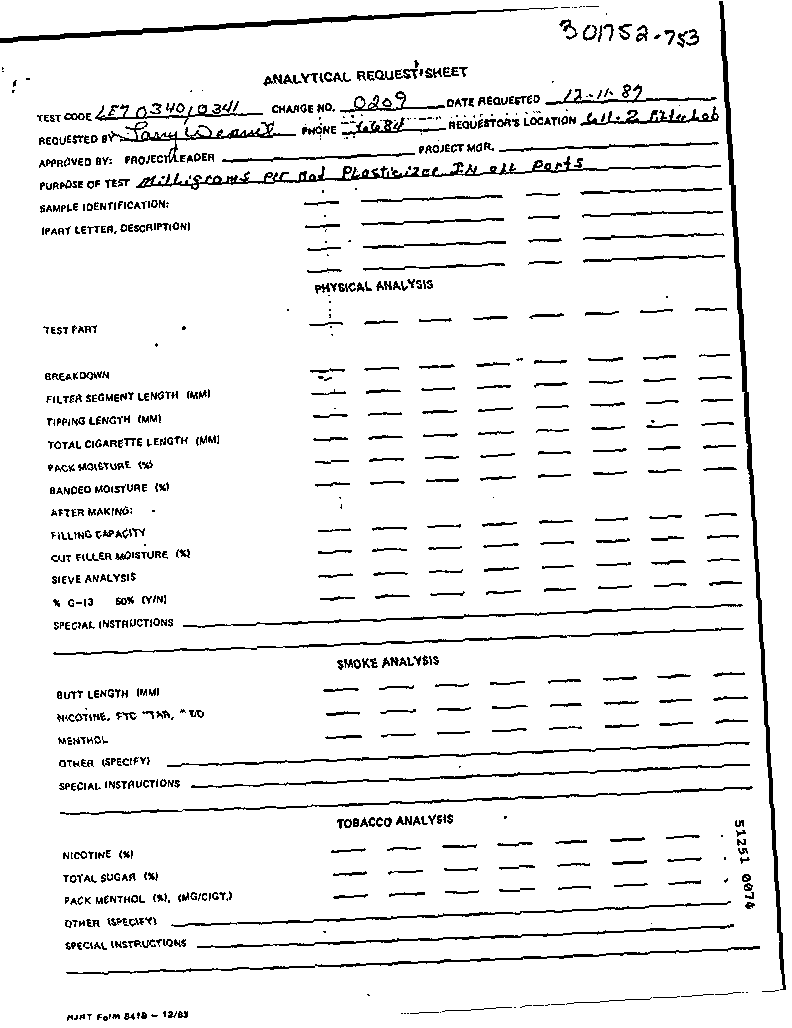 301752-753
ANALYTICAL REQUEST SHEET
TEST CODE LE7 0340,0341 CHARGE NO. 0209 DATE REQUESTED 12-11-87
REQUESTED BY PHONE 6684 REQUESTOR'S LOCATION 611-2 Filter Lab
APPROVED BY: PROJECT LEADER PROJECT MGR.
PURPOSE OF TEST Milligrams per rod Plasticizer IN all Parts
SAMPLE IDENTIFICATION:
(PART LETTER, DESCRIPTION)
PHYSICAL ANALYSIS
TEST PART
BREAKDOWN
FILTER SEGMENT LENGTH (MM)
TIPPING LENGTH (MM)
TOTAL CIGARETTE LENGTH (MM)
PACK MOISTURE (%)
BANDED MOISTURE (%)
AFTER MAKING:
FILLING CAPACITY
CUT FILLER MOISTURE (%)
SIEVE ANALYSIS
% G-13 50% (Y/N)
SPECIAL INSTRUCTIONS
SMOKE ANALYSIS
BUTT LENGTH (MM)
NICOTINE, FTC "TAR,"
MENTHOL
OTHER (SPECIFY)
SPECIAL INSTRUCTIONS
TOBACCO ANALYSIS
NICOTINE (%)
TOTAL SUGAR (%)
PACK MENTHOL (%), (MG/CIGT.)
OTHER (SPECIFY)
SPECIAL INSTRUCTIONS
51251 0074
RJRT Form 8418 - 12/83